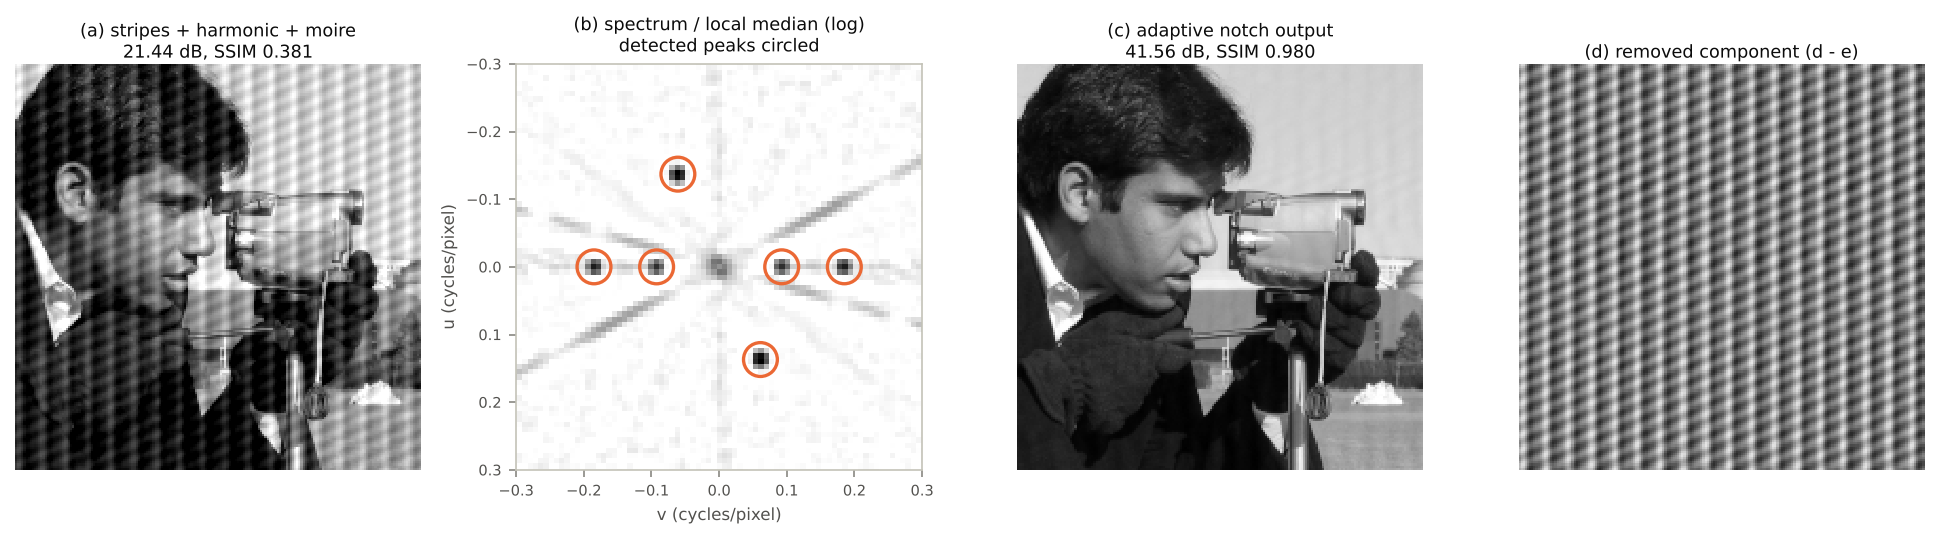 (a) stripes + harmonic + moire
21.44 dB, SSIM 0.381
(b) spectrum / local median (log)
detected peaks circled
−0.3
−0.2
−0.1
0.0
0.1
0.2
0.3
u (cycles/pixel)
−0.3
−0.2
−0.1
0.0
0.1
0.2
0.3
v (cycles/pixel)
(c) adaptive notch output
41.56 dB, SSIM 0.980
(d) removed component (d - e)